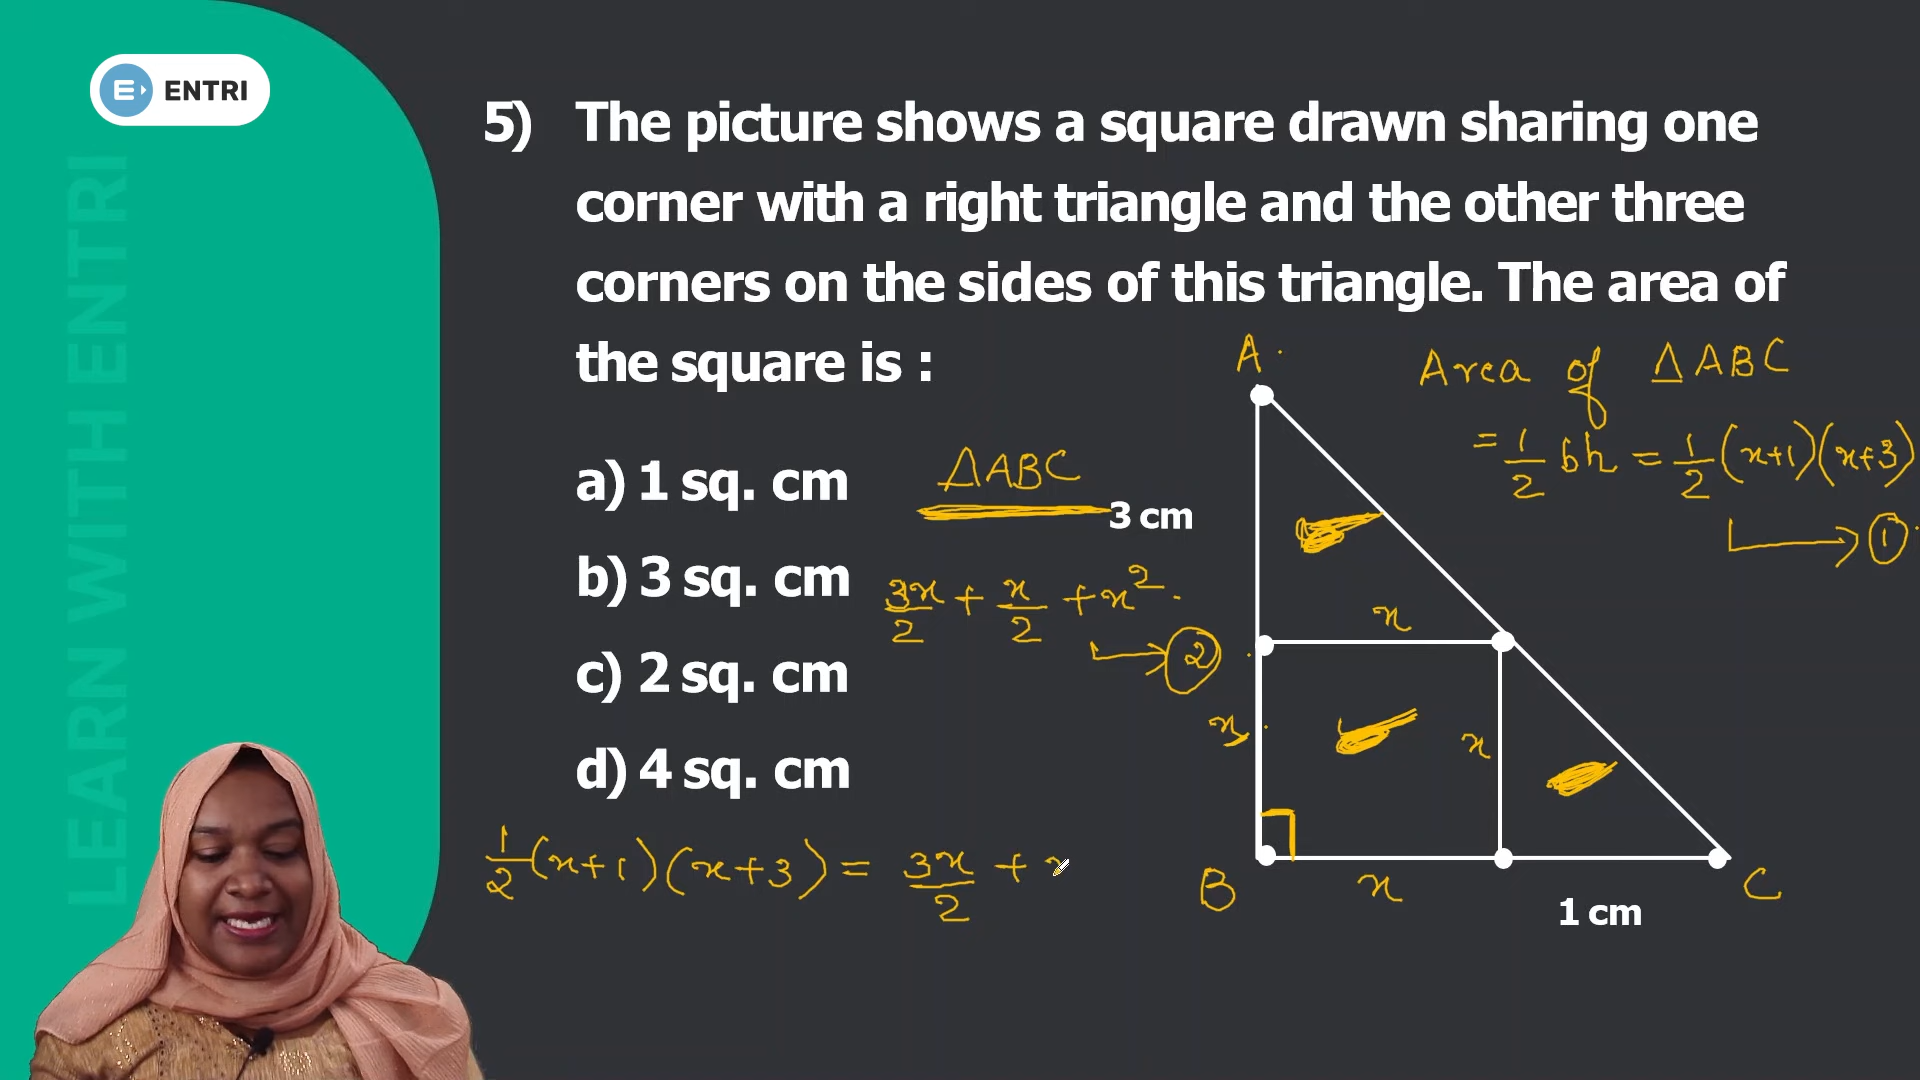 ENTRI
LEARN WITH ENTRI
5) The picture shows a square drawn sharing one
corner with a right triangle and the other three
corners on the sides of this triangle. The area of
the square is :
a) 1 sq. cm
b) 3 sq. cm
c) 2 sq. cm
d) 4 sq. cm
△ABC
3 cm
3x/2 + x/2 + x².
②
1/2 (x+1)(x+3) = 3x/2 +
A
Area of △ABC
= 1/2 bh = 1/2 (x+1)(x+3)
①
x
x
x
B
x
1 cm
C